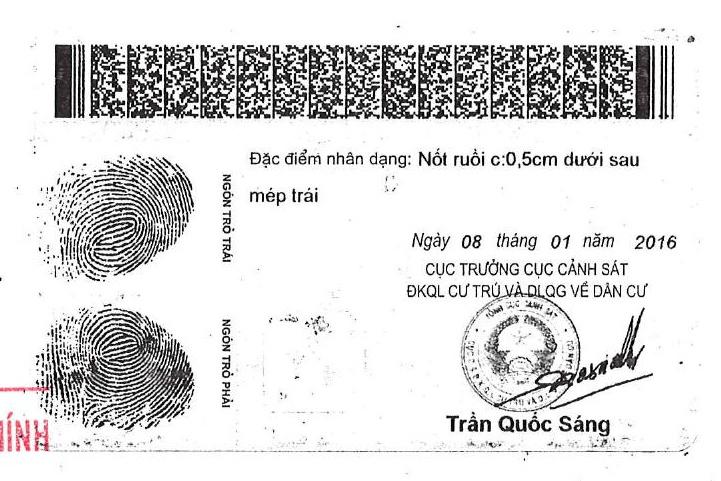 Đặc điểm nhân dạng: Nốt ruồi c:0,5cm dưới sau
mép trái
NGÓN TRỎ TRÁI
NGÓN TRỎ PHẢI
Ngày 08 tháng 01 năm 2016
CỤC TRƯỞNG CỤC CẢNH SÁT
ĐKQL CƯ TRÚ VÀ DLQG VỀ DÂN CƯ
Trần Quốc Sáng